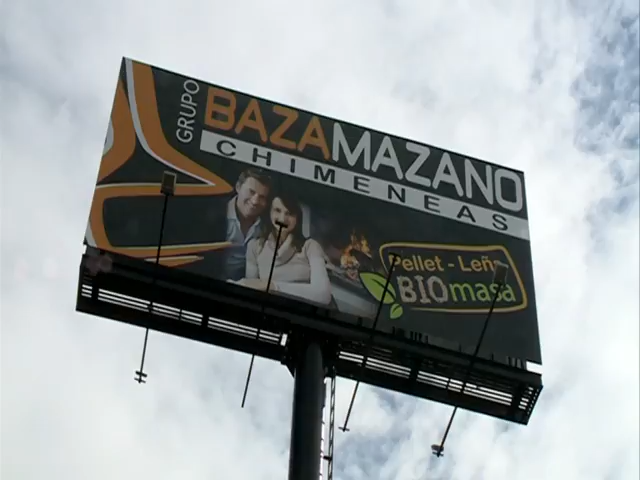 GRUPO
BAZAMAZANO
CHIMENEAS
Pellet - Leña
BIOmasa